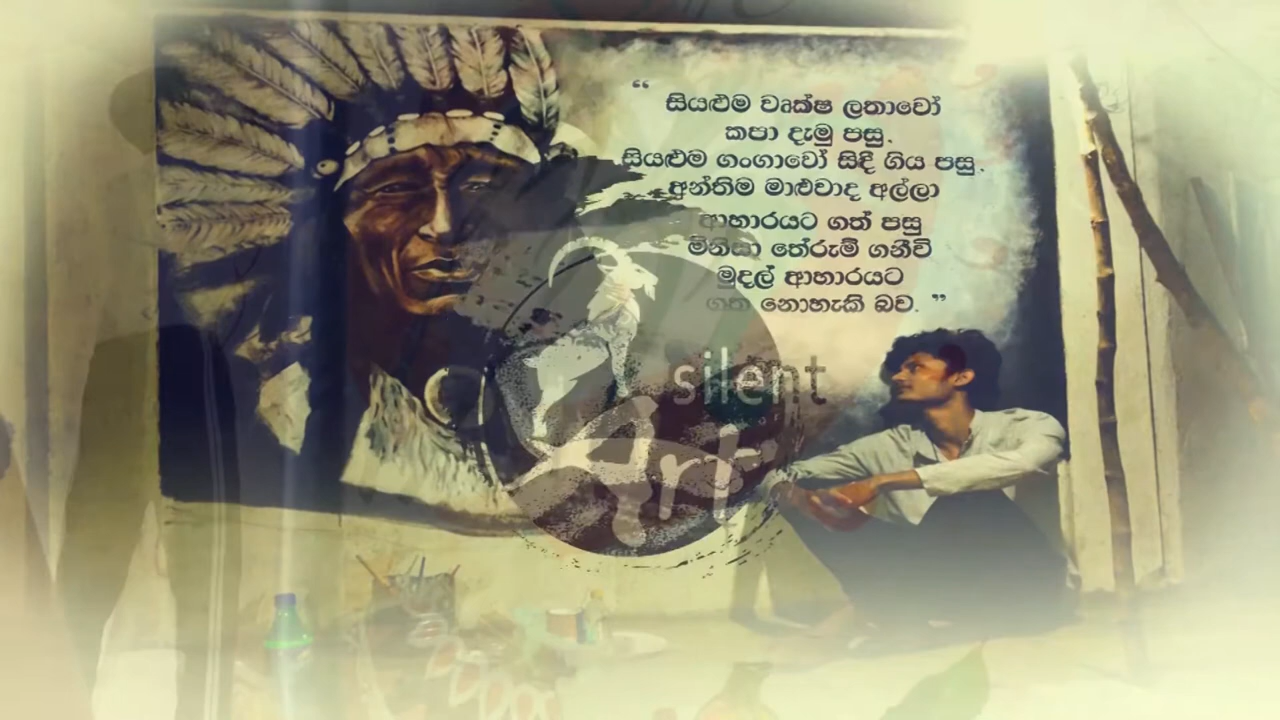 “ සියළුම වෘක්ෂ ලතාවෝ
කපා දැමු පසු.
සියළුම ගංගාවෝ සිඳී ගිය පසු.
අන්තිම මාළුවාද අල්ලා
ආහාරයට ගත් පසු
මිනිසා තේරුම් ගනීවි
මුදල් ආහාරයට
ගත නොහැකි බව. ”
silent
Art